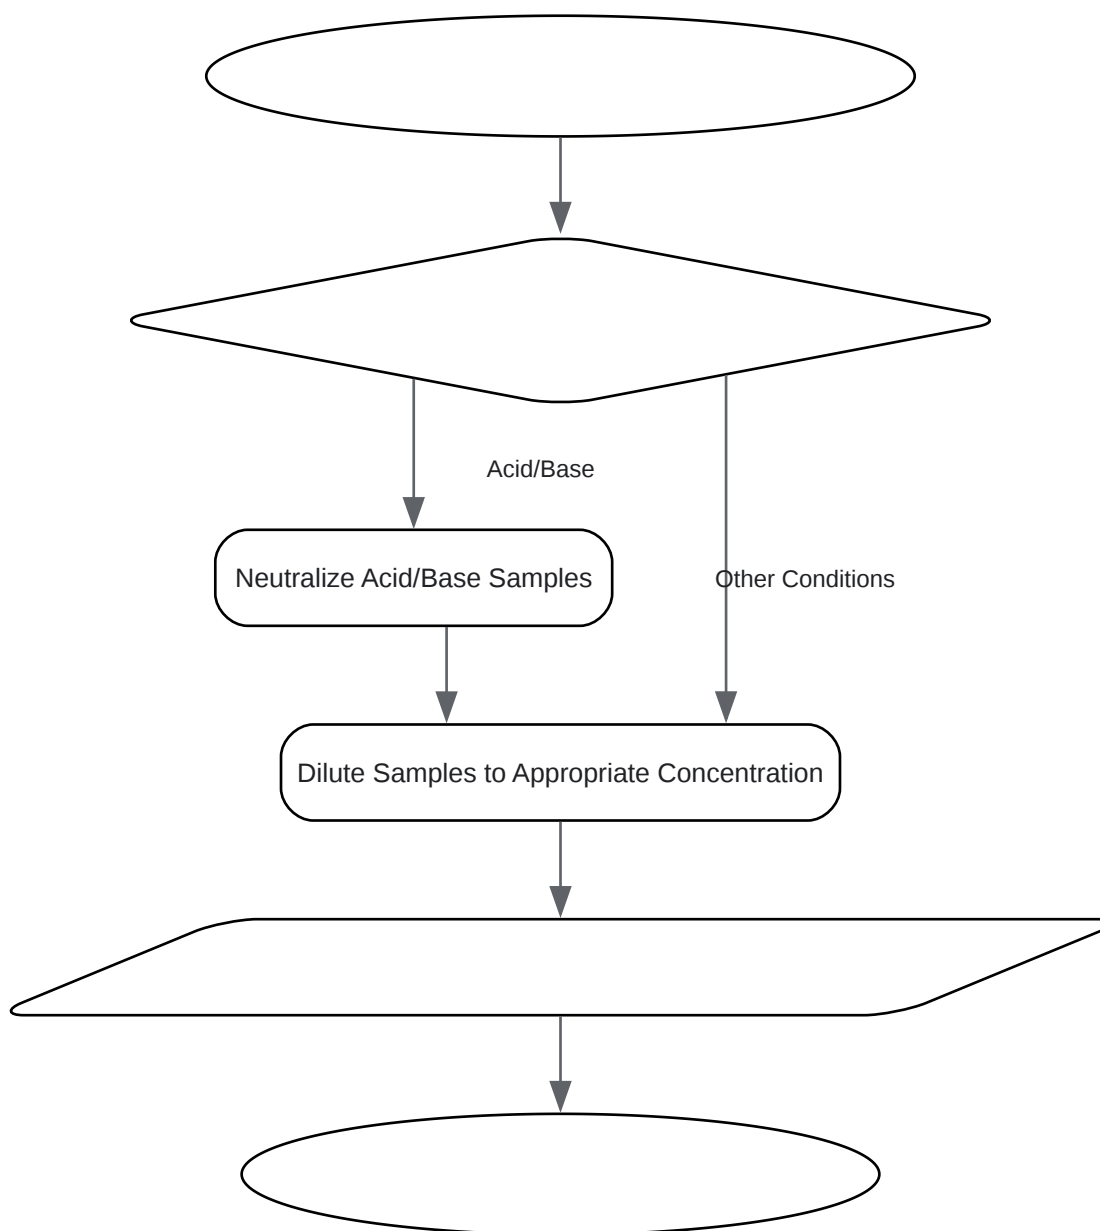 Acid/Base
Neutralize Acid/Base Samples
Other Conditions
Dilute Samples to Appropriate Concentration